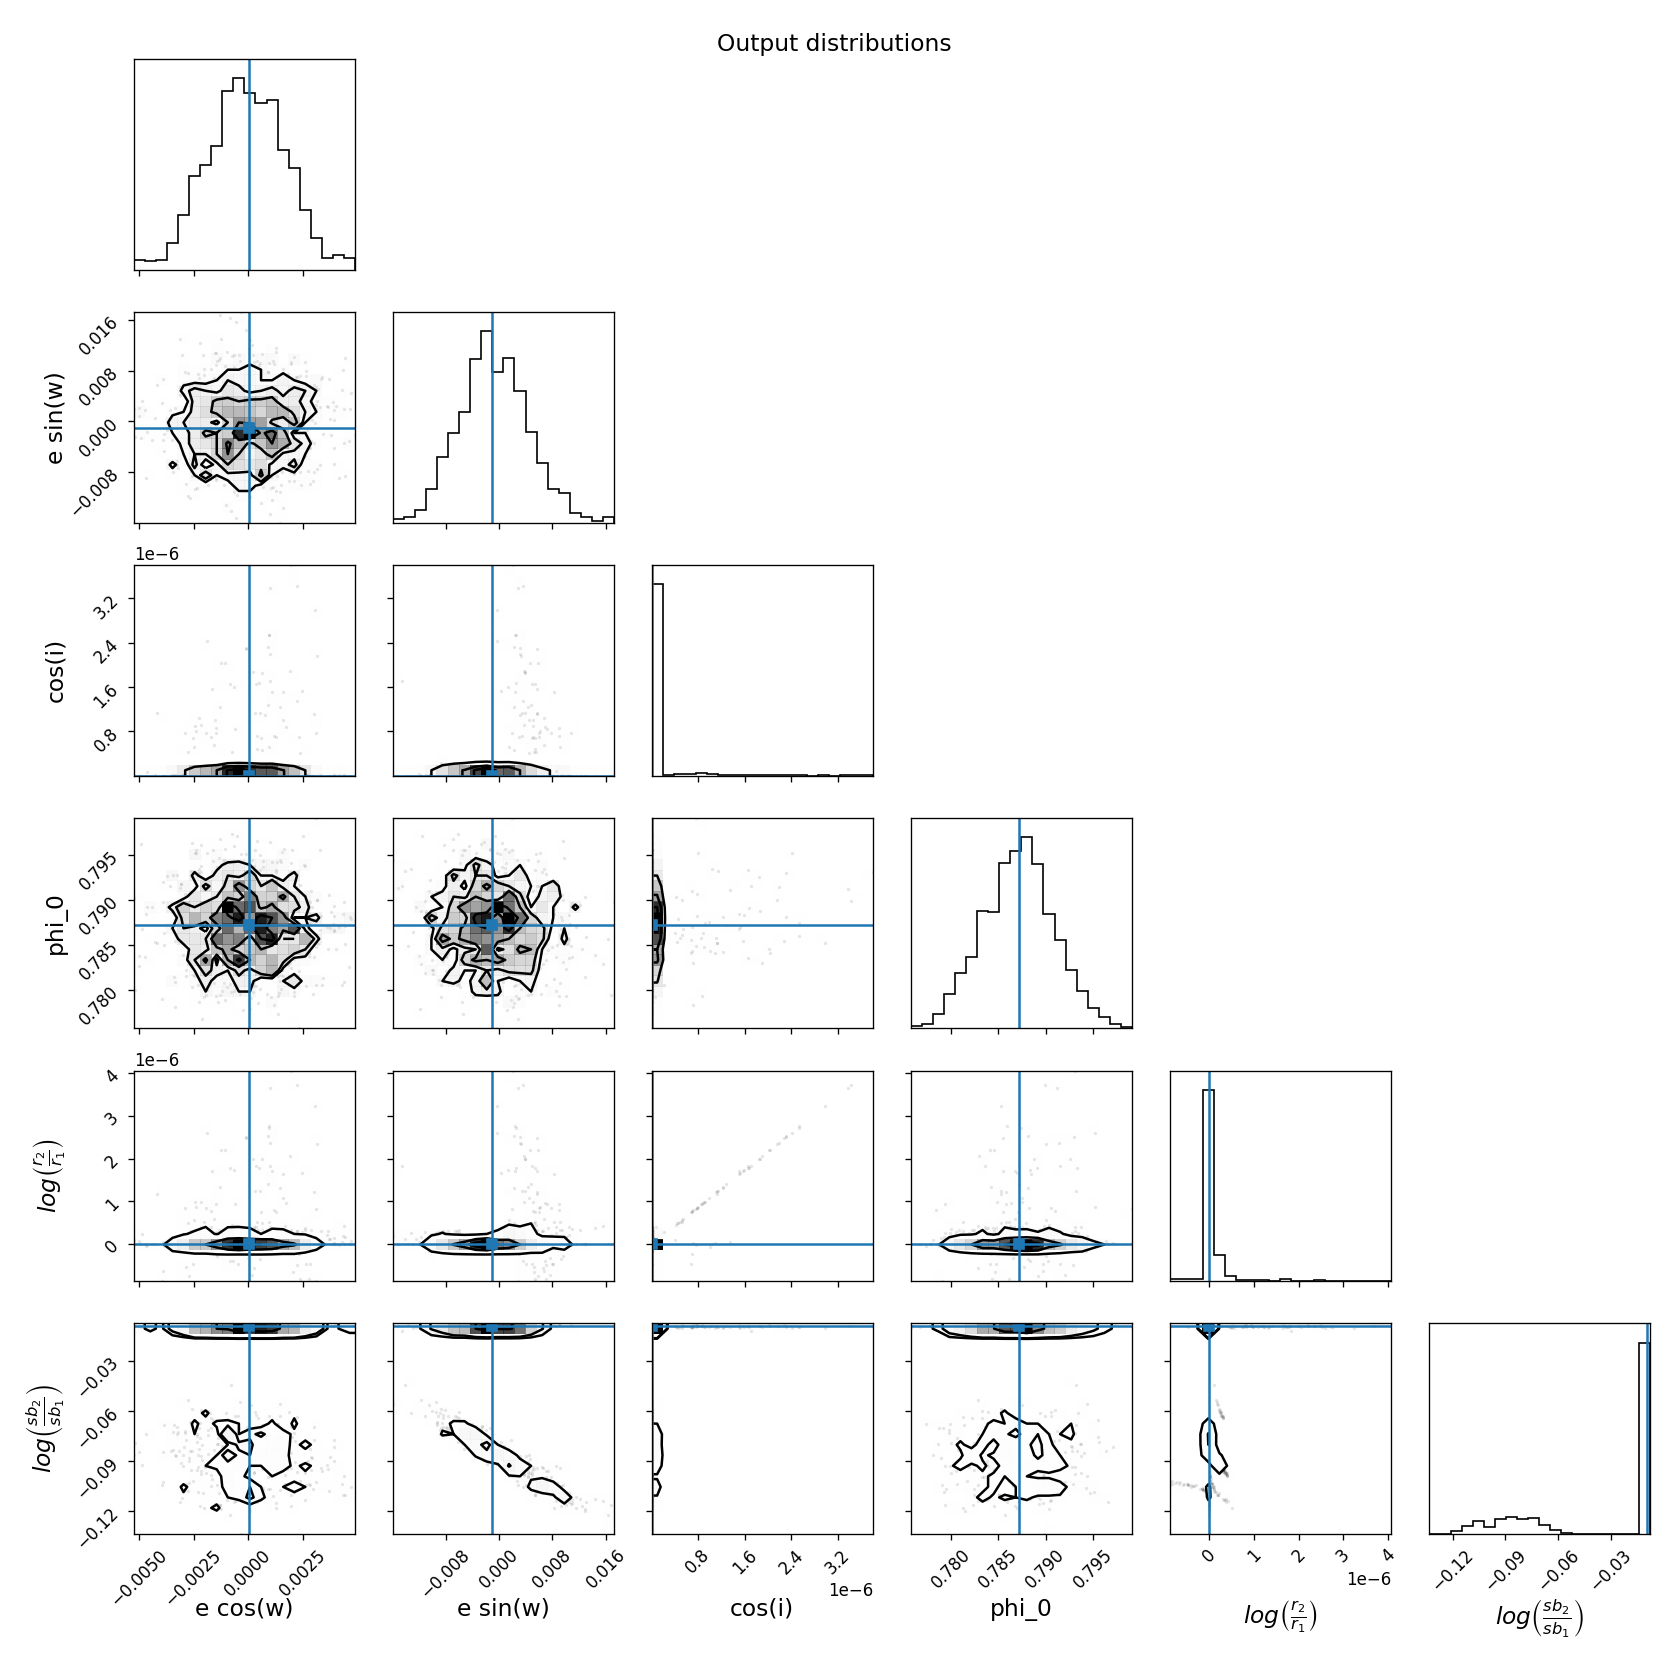 Output distributions
e sin(w)
0.016
0.008
0.000
−0.008
1e−6
cos(i)
3.2
2.4
1.6
0.8
phi_0
0.795
0.790
0.785
0.780
1e−6
log(r₂/r₁)
4
3
2
1
0
log(sb₂/sb₁)
−0.03
−0.06
−0.09
−0.12
−0.0050 −0.0025 0.0000 0.0025
−0.008 0.000 0.008 0.016
0.8 1.6 2.4 3.2
1e−6
0.780 0.785 0.790 0.795
0 1 2 3 4
1e−6
−0.12 −0.09 −0.06 −0.03
e cos(w) e sin(w) cos(i) phi_0 log(r₂/r₁) log(sb₂/sb₁)